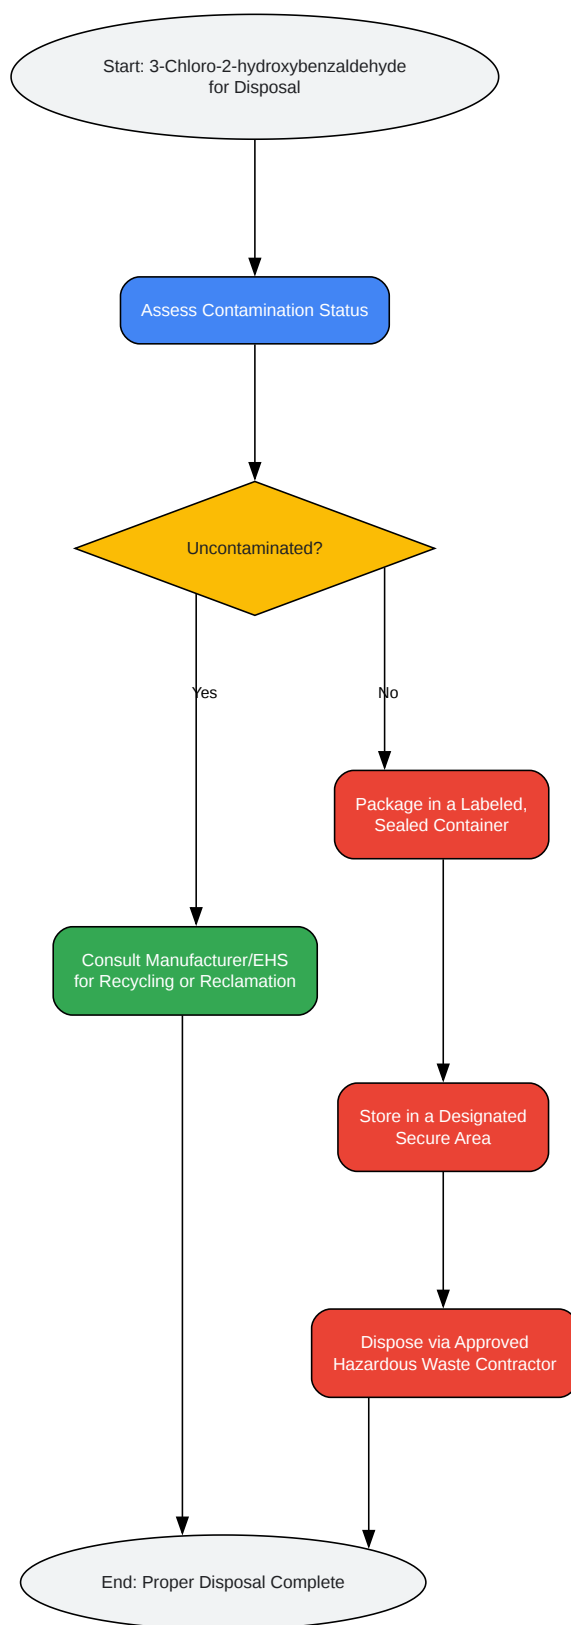 Start: 3-Chloro-2-hydroxybenzaldehyde
for Disposal
Assess Contamination Status
Uncontaminated?
Yes
No
Package in a Labeled,
Sealed Container
Consult Manufacturer/EHS
for Recycling or Reclamation
Store in a Designated
Secure Area
Dispose via Approved
Hazardous Waste Contractor
End: Proper Disposal Complete